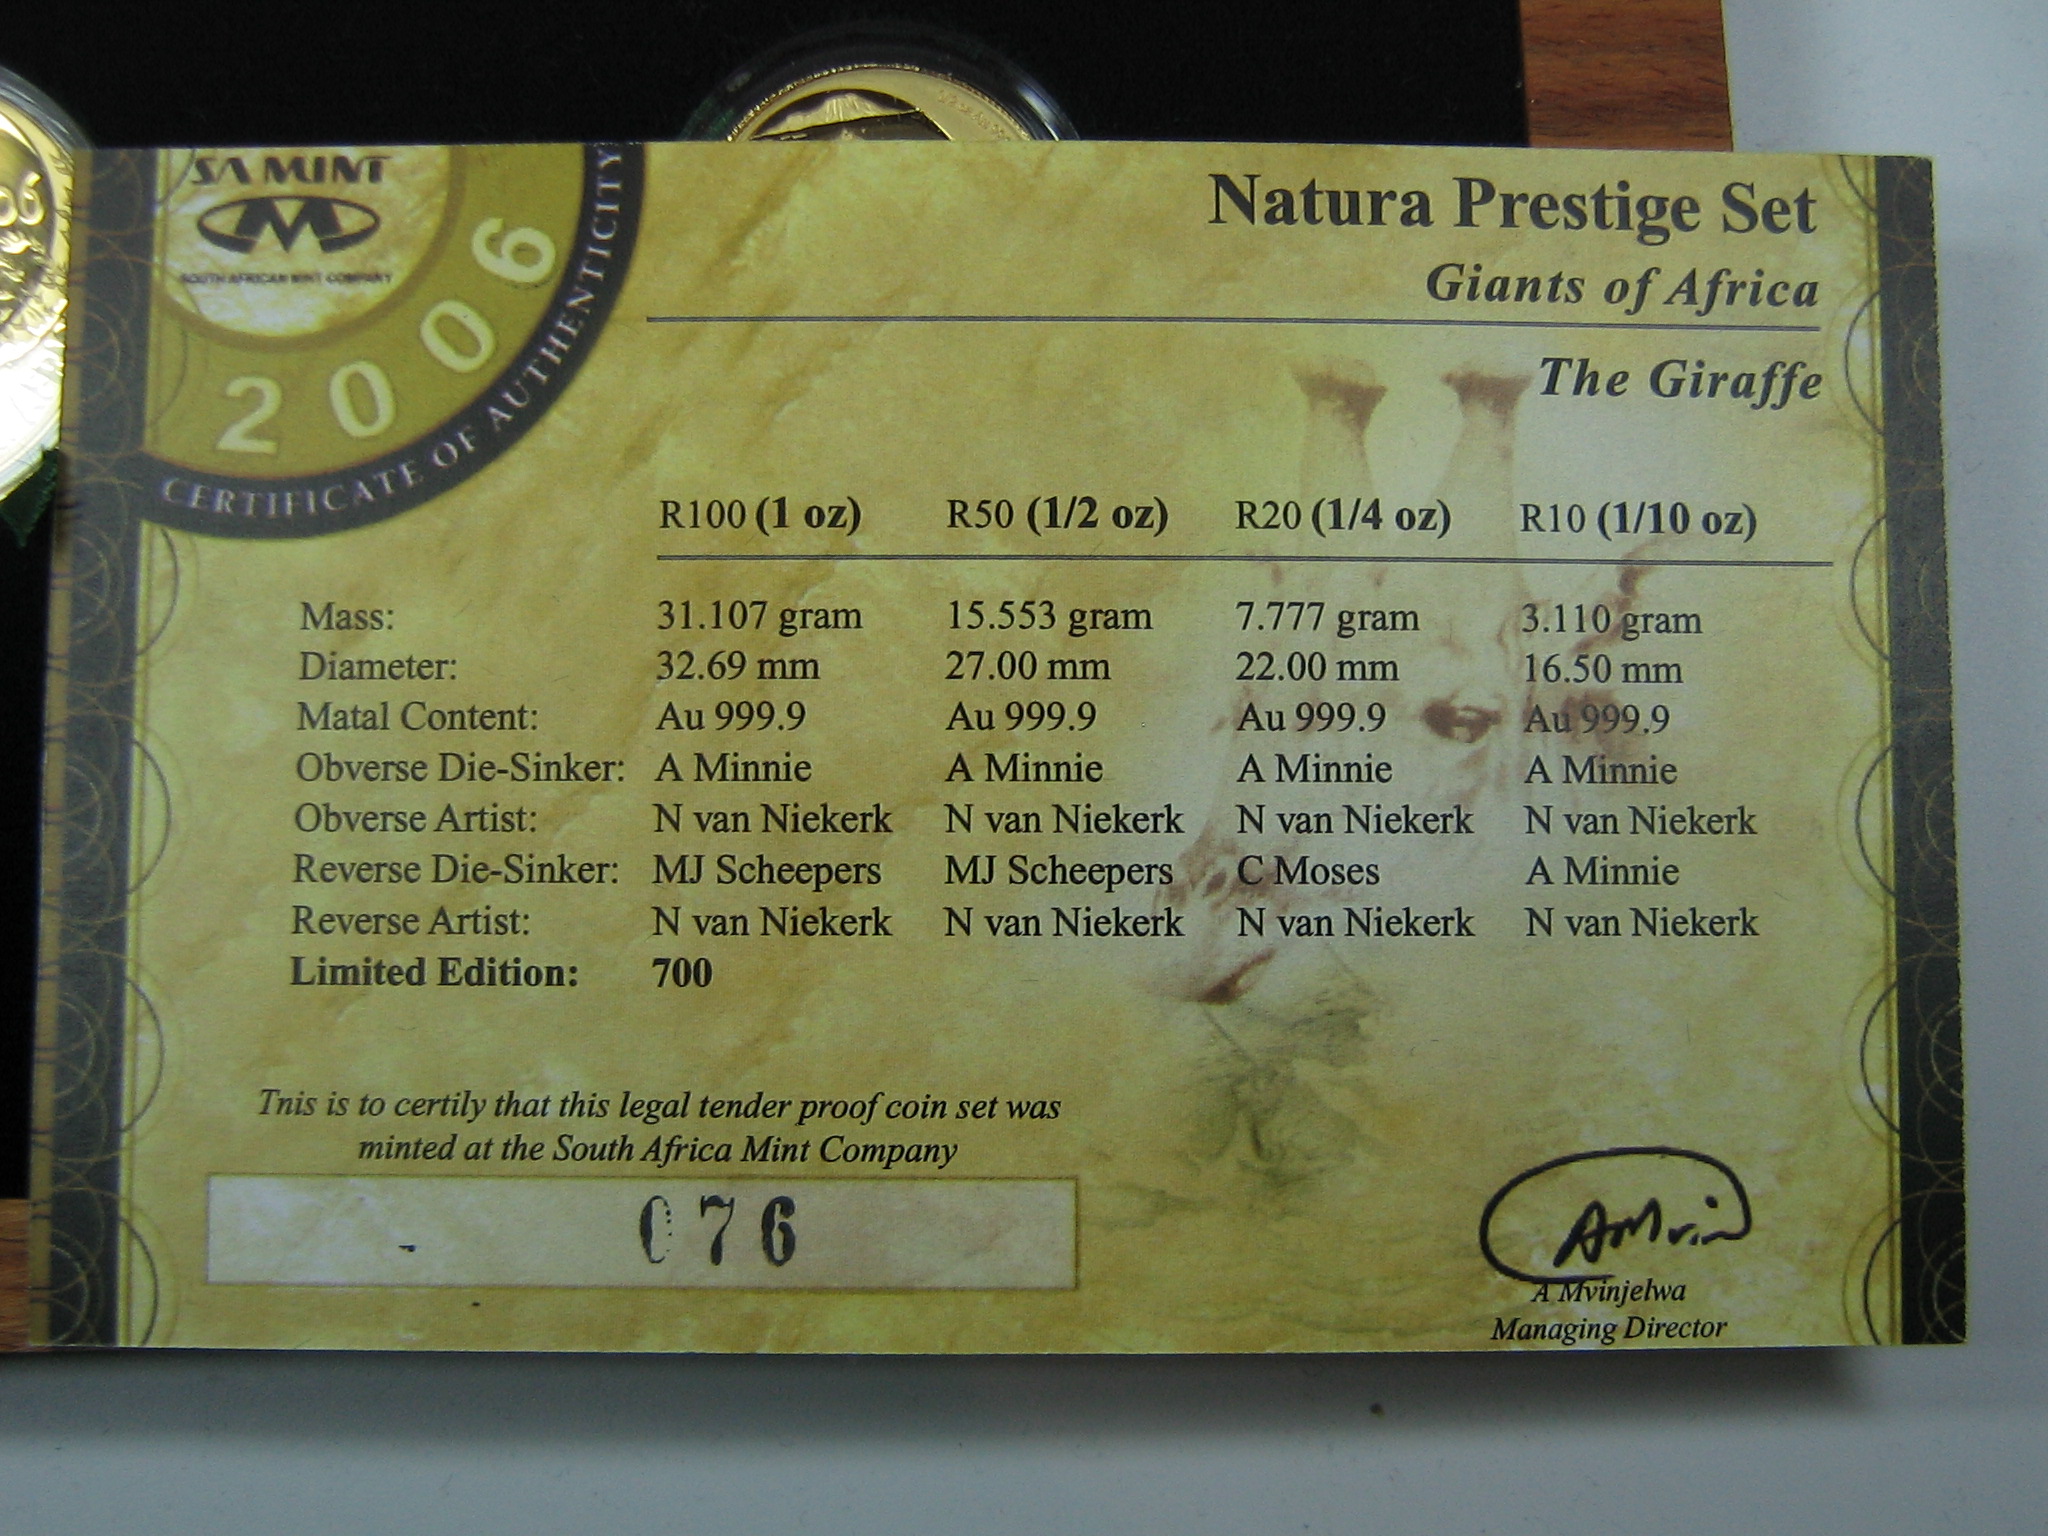 06
SA MINT
SOUTH AFRICAN MINT COMPANY
2006
CERTIFICATE OF AUTHENTICITY
Natura Prestige Set
Giants of Africa
The Giraffe
R100 (1 oz) R50 (1/2 oz) R20 (1/4 oz) R10 (1/10 oz)
Mass: 31.107 gram 15.553 gram 7.777 gram 3.110 gram
Diameter: 32.69 mm 27.00 mm 22.00 mm 16.50 mm
Matal Content: Au 999.9 Au 999.9 Au 999.9 Au 999.9
Obverse Die-Sinker: A Minnie A Minnie A Minnie A Minnie
Obverse Artist: N van Niekerk N van Niekerk N van Niekerk N van Niekerk
Reverse Die-Sinker: MJ Scheepers MJ Scheepers C Moses A Minnie
Reverse Artist: N van Niekerk N van Niekerk N van Niekerk N van Niekerk
Limited Edition: 700
Tnis is to certily that this legal tender proof coin set was
minted at the South Africa Mint Company
076
A Mvinjelwa
Managing Director